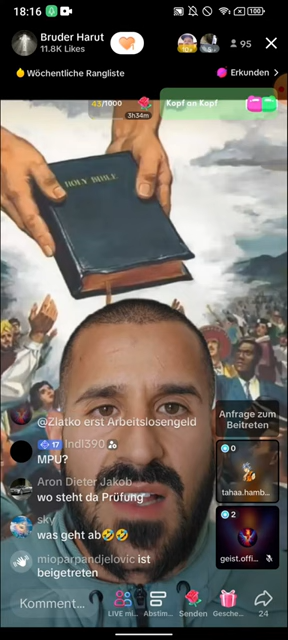 18:16
100
Bruder Harut
11.8K Likes
95
Wöchentliche Rangliste
Erkunden >
43/1000
3h34m
Kopf an Kopf
HOLY BIBLE
@Zlatko erst Arbeitslosengeld
17 lndl390
MPU?
Aron Dieter Jakob
wo steht da Prüfung
sky
was geht ab🤣🤣
mioparpandjelovic ist
beigetreten
Anfrage zum
Beitreten
0
tahaa.hamb...
2
geist.offi...
Komment...
LIVE mi...
Abstim...
Senden
Gesche...
24